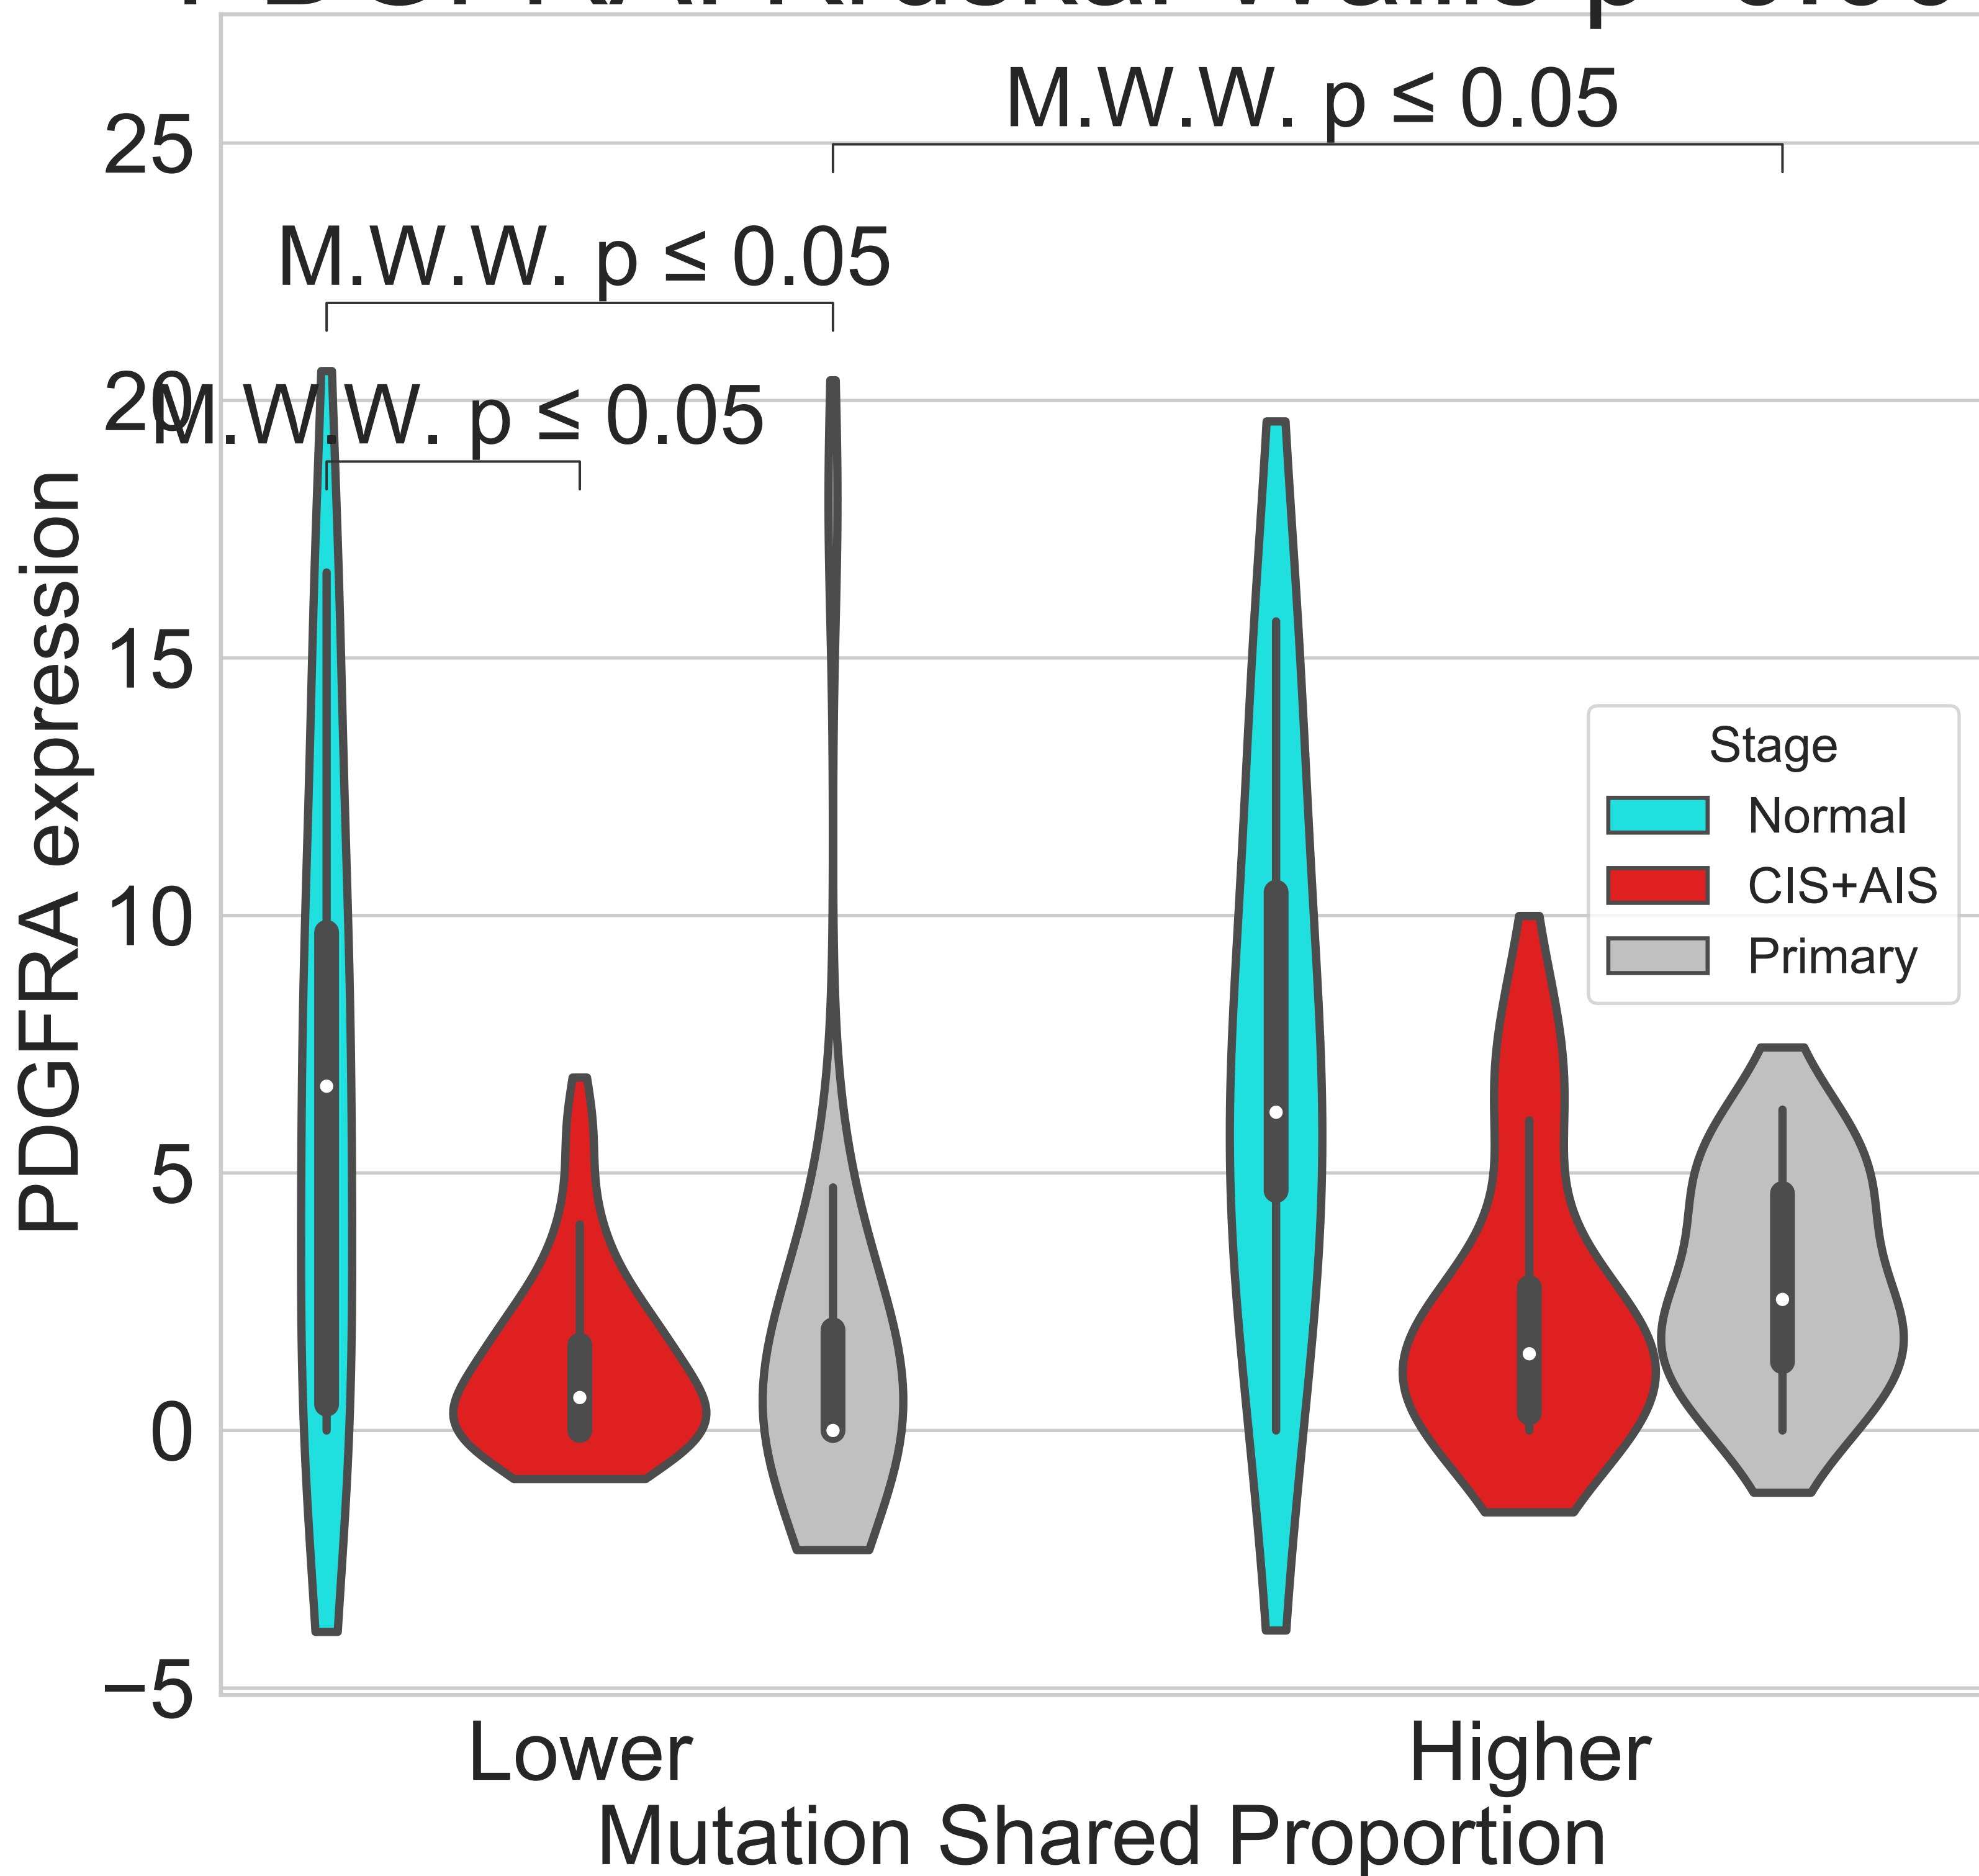 M.W.W. p ≤ 0.05
25
M.W.W. p ≤ 0.05
20
M.W.W. p ≤ 0.05
15
10
5
0
−5
PDGFRA expression
Stage
Normal
CIS+AIS
Primary
Lower
Higher
Mutation Shared Proportion